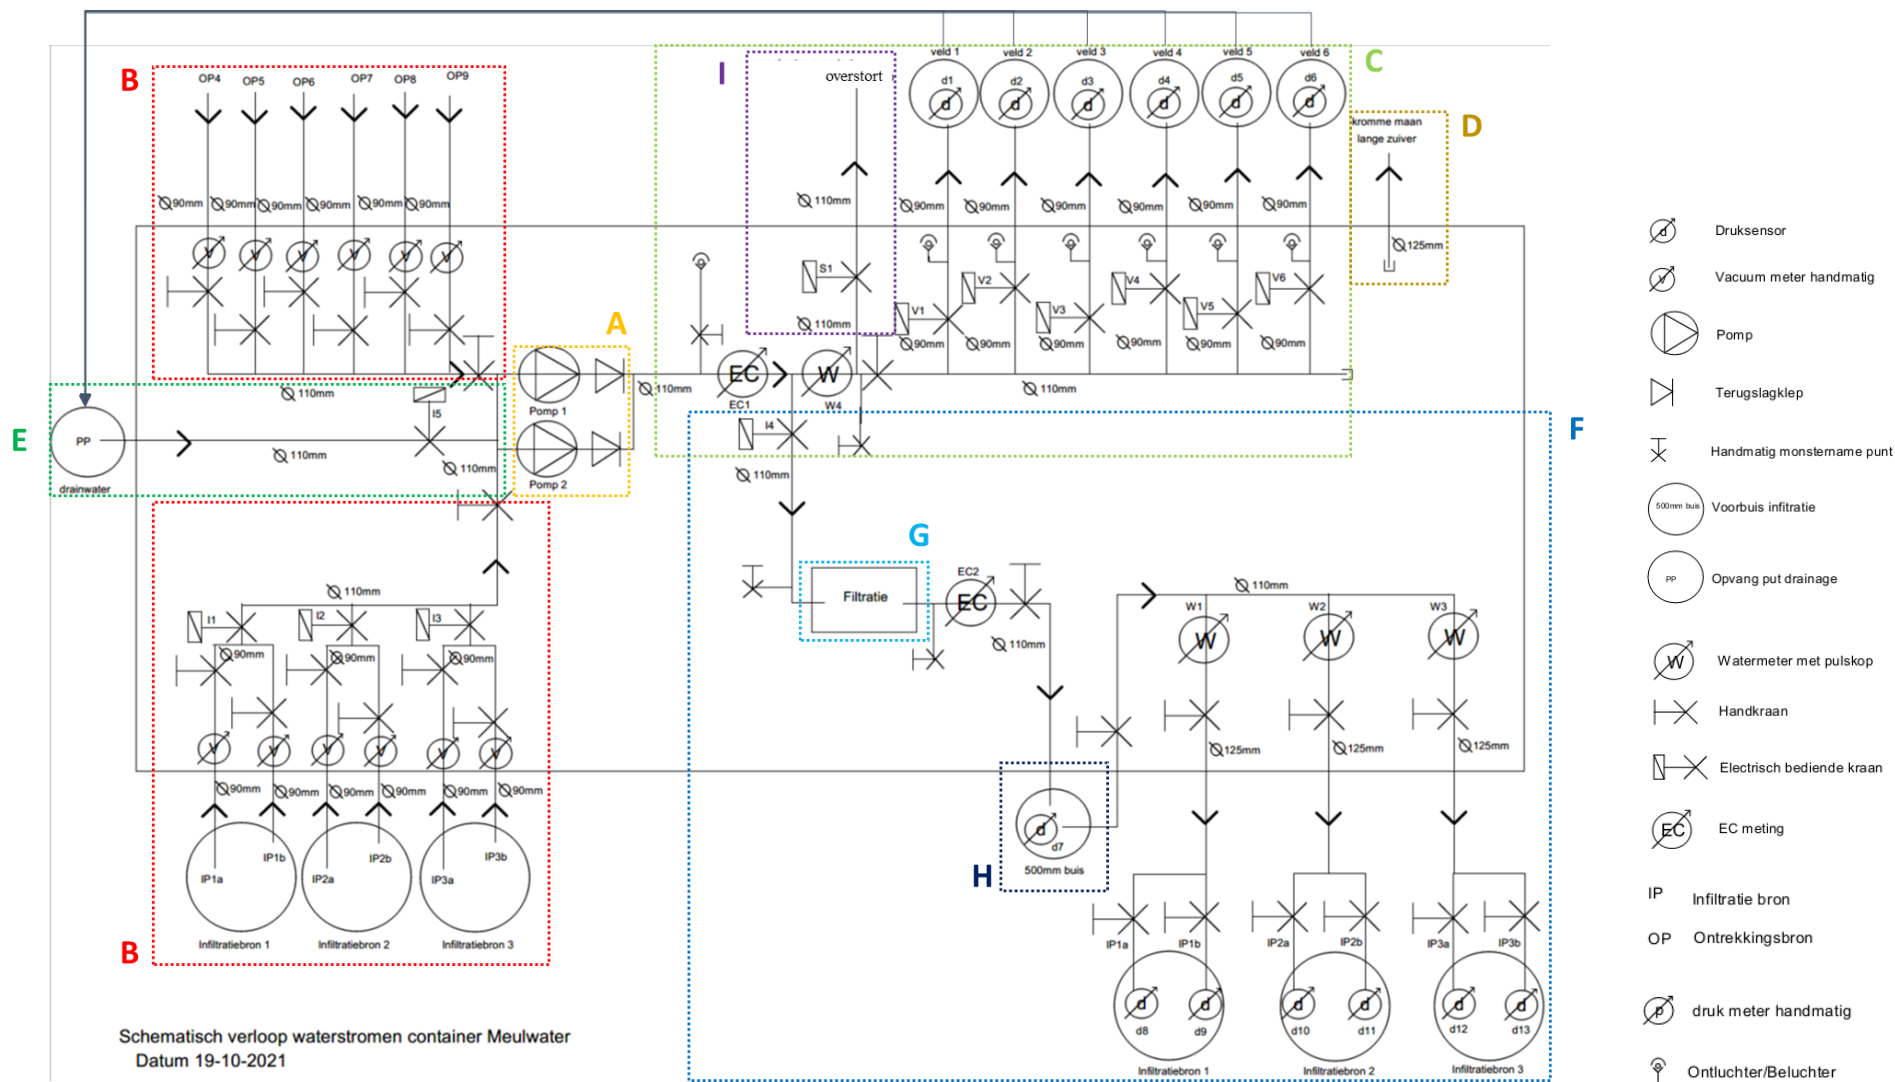 veld 1 veld 2 veld 3 veld 4 veld 5 veld 6
B OP4 OP5 OP6 OP7 OP8 OP9
I overstort
d1 d2 d3 d4 d5 d6
d d d d d d
C
kromme maan
lange zuiver
D
90mm 90mm 90mm 90mm 90mm 90mm
110mm
90mm 90mm 90mm 90mm 90mm 90mm
125mm
V V V V V V
S1
V1 V2 V3 V4 V5 V6
110mm
90mm 90mm 90mm 90mm 90mm 90mm
A
Pomp 1
Pomp 2
110mm
EC
EC1
W
W4
110mm
110mm
I5
E
PP
drainwater
110mm
110mm
I4
110mm
F
G
Filtratie
EC2
EC
110mm
110mm
I1 I2 I3
90mm 90mm 90mm
V V V V V V
90mm 90mm 90mm 90mm 90mm 90mm
IP1a IP1b IP2a IP2b IP3a IP3b
Infiltratiebron 1 Infiltratiebron 2 Infiltratiebron 3
B
110mm
W1 W2 W3
W W W
125mm 125mm 125mm
H
d
d7
500mm buis
IP1a IP1b IP2a IP2b IP3a IP3b
d d d d d d
d8 d9 d10 d11 d12 d13
Infiltratiebron 1 Infiltratiebron 2 Infiltratiebron 3
Schematisch verloop waterstromen container Meulwater
Datum 19-10-2021
d Druksensor
v Vacuum meter handmatig
Pomp
Terugslagklep
Handmatig monstername punt
500mm buis Voorbuis infitratie
PP Opvang put drainage
W Watermeter met pulskop
Handkraan
Electrisch bediende kraan
EC EC meting
IP Infiltratie bron
OP Ontrekkingsbron
p druk meter handmatig
Ontluchter/Beluchter